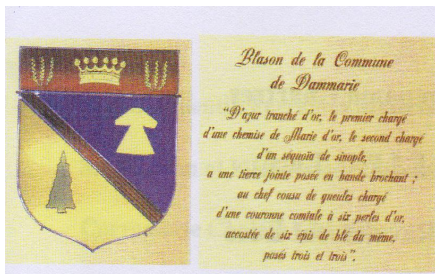 Blason de la Commune
de Dammarie
"D'azur tranché d'or, le premier chargé
d'une chemise de Marie d'or, le second chargé
d'un séquoïa de sinople,
a une tierce jointe posée en bande brochant ;
au chef cousu de gueules chargé
d'une couronne comtale à six perles d'or,
accostée de six épis de blé du même,
posés trois et trois".